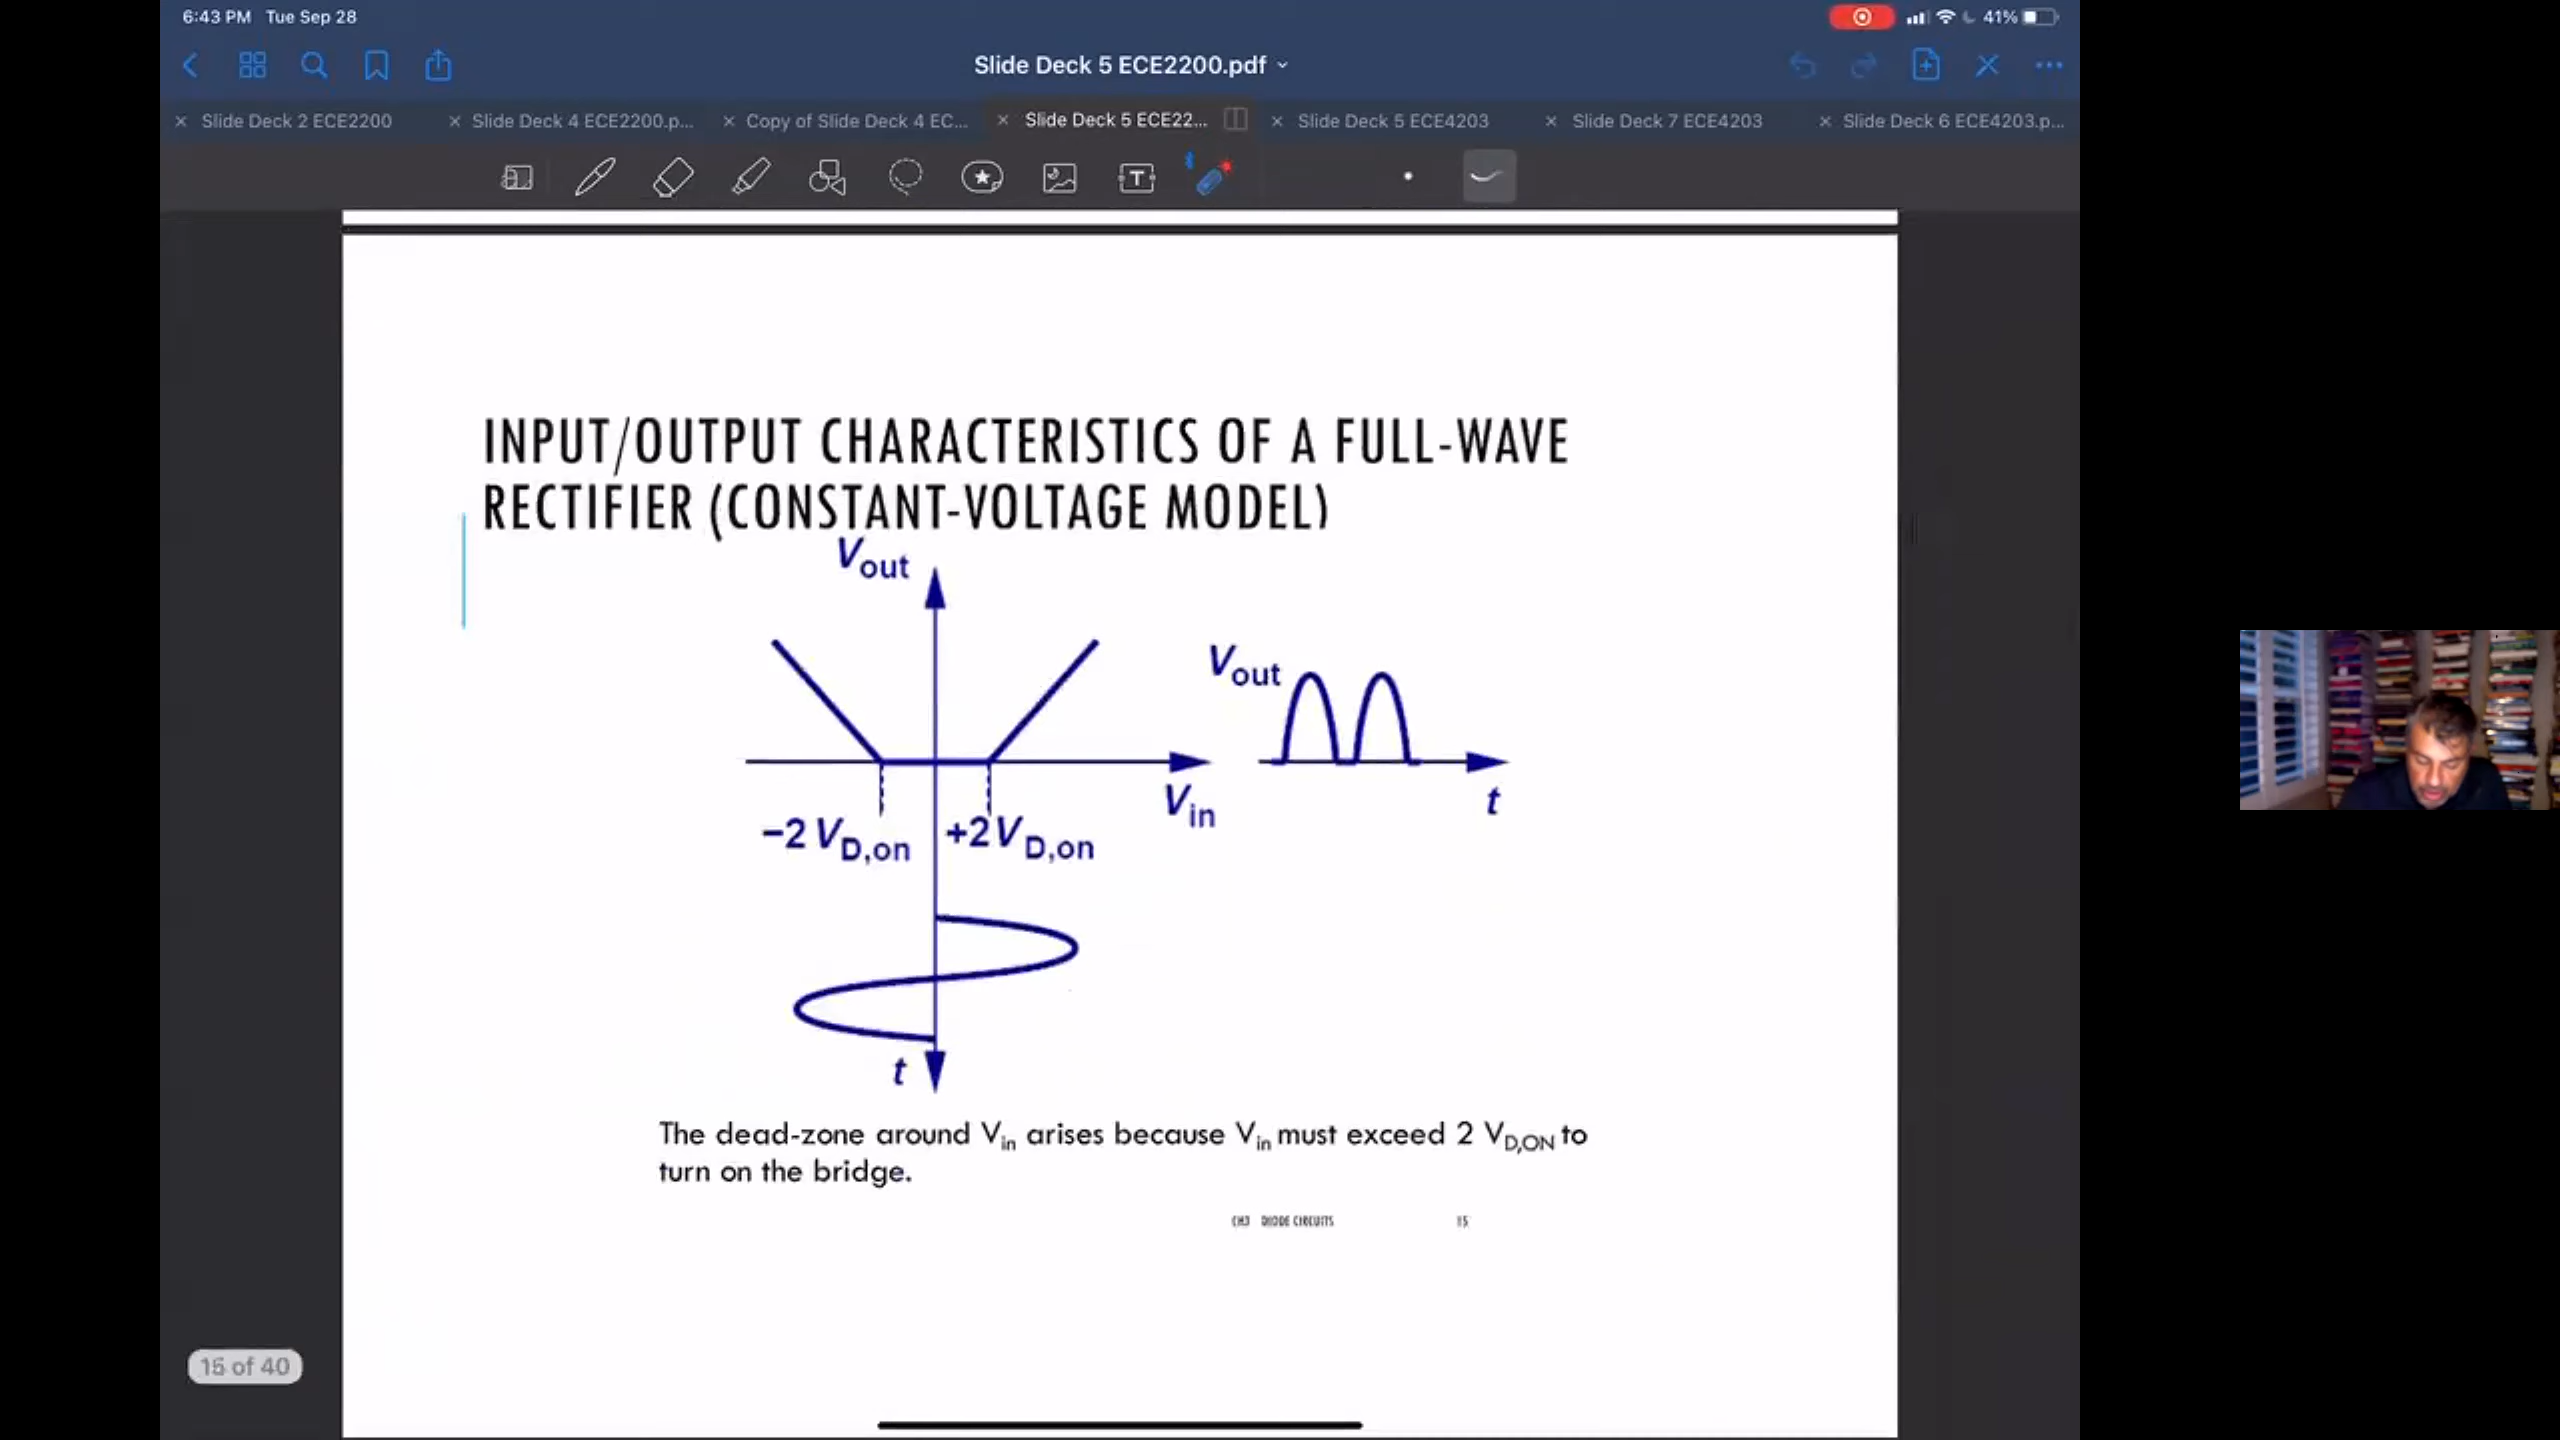 6:43 PM Tue Sep 28
41%
Slide Deck 5 ECE2200.pdf
Slide Deck 2 ECE2200
Slide Deck 4 ECE2200.p...
Copy of Slide Deck 4 EC...
Slide Deck 5 ECE22...
Slide Deck 5 ECE4203
Slide Deck 7 ECE4203
Slide Deck 6 ECE4203.p...
T
INPUT/OUTPUT CHARACTERISTICS OF A FULL-WAVE
RECTIFIER (CONSTANT-VOLTAGE MODEL)
Vout
Vout
Vin
t
−2 VD,on
+2 VD,on
t
The dead-zone around Vin arises because Vin must exceed 2 VD,ON to
turn on the bridge.
CH3 DIODE CIRCUITS 15
15 of 40